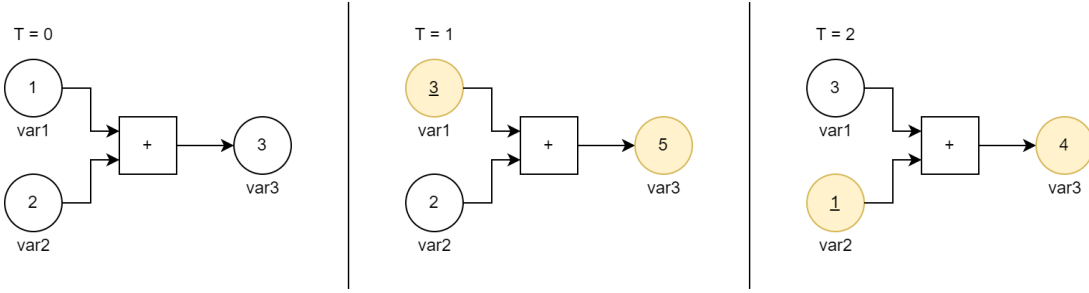 T = 0
1
var1
+
3
var3
2
var2
T = 1
3
var1
+
5
var3
2
var2
T = 2
3
var1
+
4
var3
1
var2